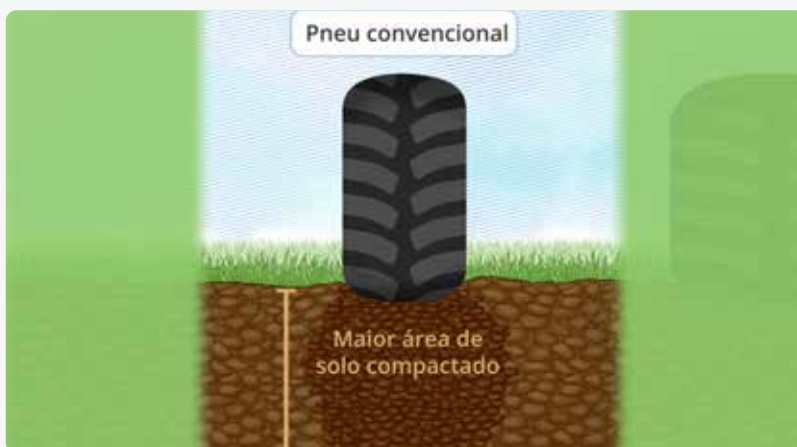 Pneu convencional
Maior área de
solo compactado